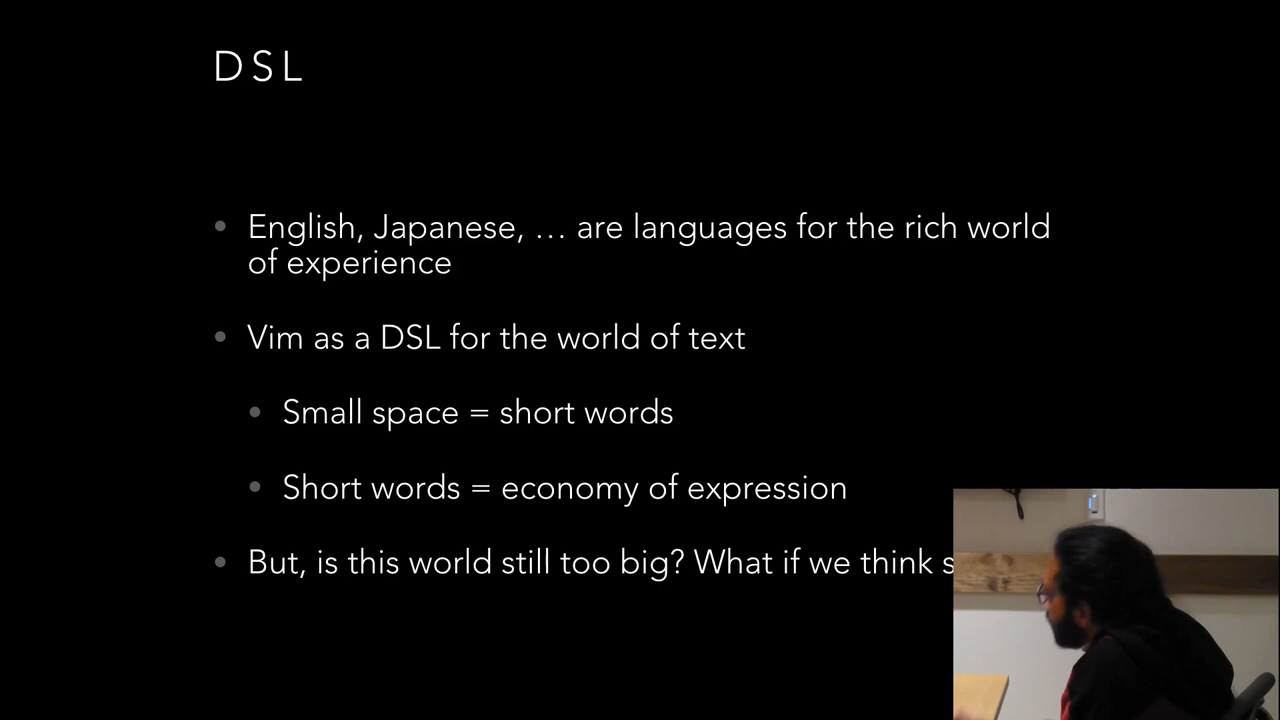 DSL
• English, Japanese, … are languages for the rich world
of experience
• Vim as a DSL for the world of text
• Small space = short words
• Short words = economy of expression
• But, is this world still too big? What if we think